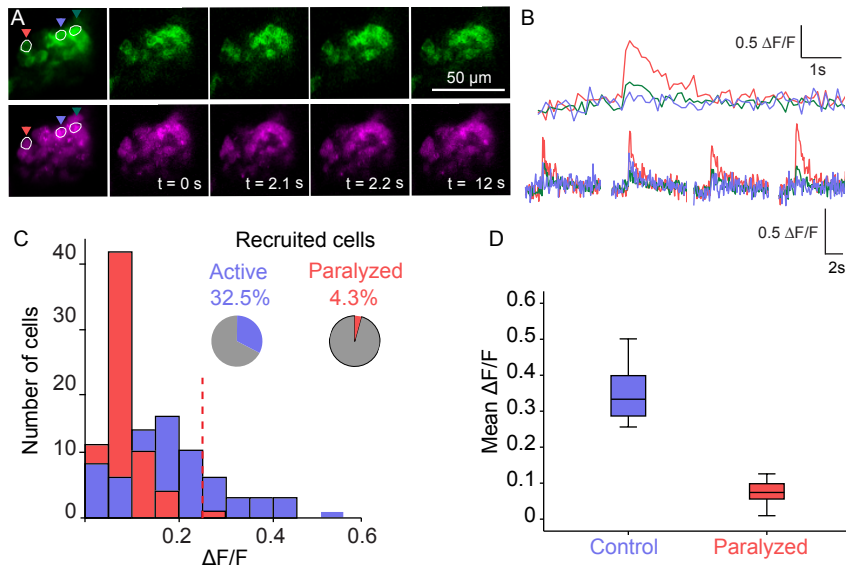 A
50 µm
t = 0 s
t = 2.1 s
t = 2.2 s
t = 12 s
B
0.5 ΔF/F
1s
0.5 ΔF/F
2s
C
Recruited cells
Active
32.5%
Paralyzed
4.3%
Number of cells
40
30
20
10
0
0.2
0.4
0.6
ΔF/F
D
Mean ΔF/F
0.6
0.5
0.4
0.3
0.1
0.1
0
Control
Paralyzed